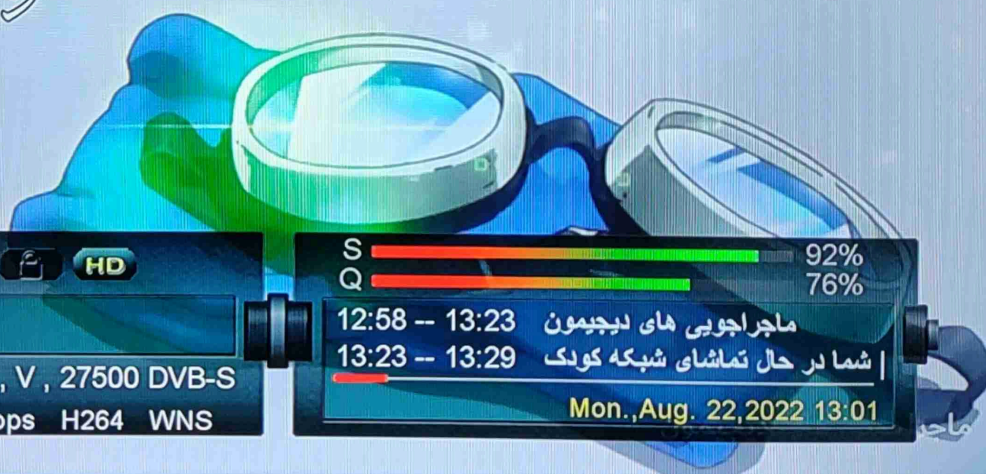 HD
S 92%
Q 76%
12:58 -- 13:23 ماجراجویی های دیجیمون
13:23 -- 13:29 شما در حال تماشای شبکه کودک |
, V , 27500 DVB-S
ops H264 WNS
Mon.,Aug. 22,2022 13:01